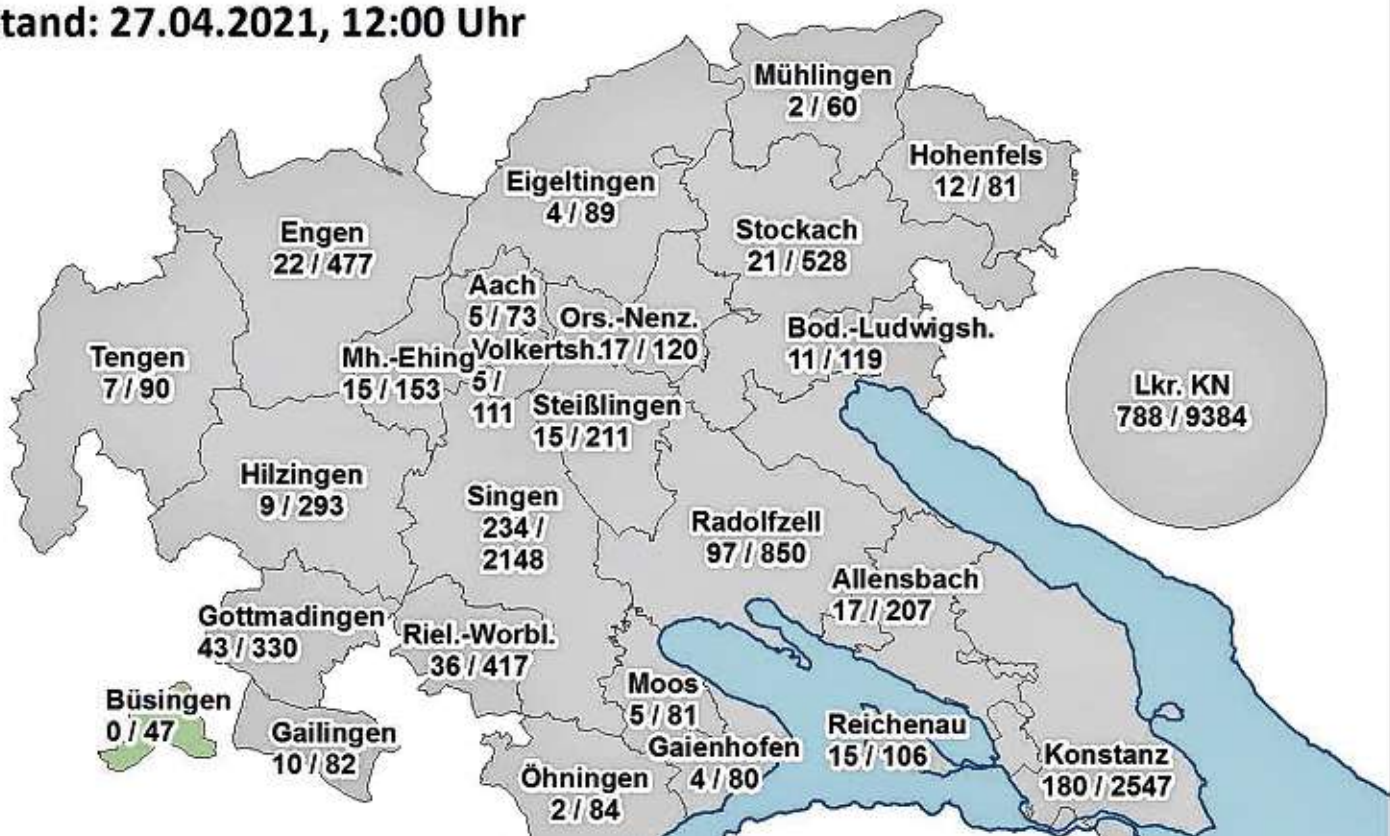 tand: 27.04.2021, 12:00 Uhr
Mühlingen
2 / 60
Hohenfels
12 / 81
Eigeltingen
4 / 89
Engen
22 / 477
Stockach
21 / 528
Aach
5 / 73
Ors.-Nenz.
17 / 120
Bod.-Ludwigsh.
11 / 119
Tengen
7 / 90
Mh.-Ehing
15 / 153
Volkertsh.
5 /
111
Steißlingen
15 / 211
Lkr. KN
788 / 9384
Hilzingen
9 / 293
Singen
234 /
2148
Radolfzell
97 / 850
Allensbach
17 / 207
Gottmadingen
43 / 330
Riel.-Worbl.
36 / 417
Büsingen
0 / 47
Gailingen
10 / 82
Moos
5 / 81
Gaienhofen
4 / 80
Öhningen
2 / 84
Reichenau
15 / 106
Konstanz
180 / 2547